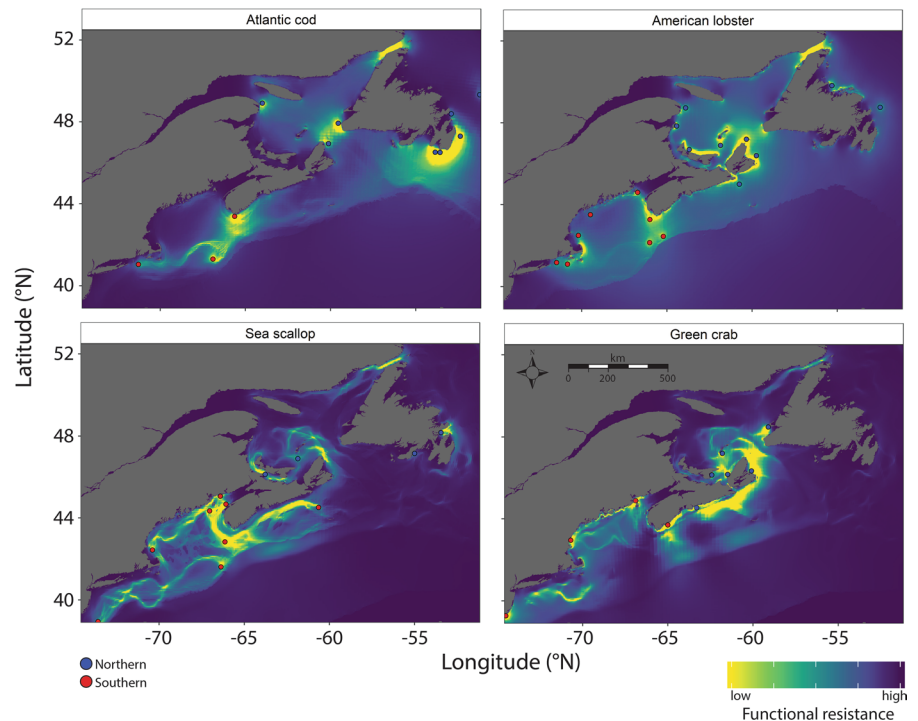 Atlantic cod
American lobster
52
48
44
40
Sea scallop
Green crab
N
km
0 200 500
52
48
44
40
Latitude (°N)
-70 -65 -60 -55
-70 -65 -60 -55
Longitude (°N)
Northern
Southern
low high
Functional resistance